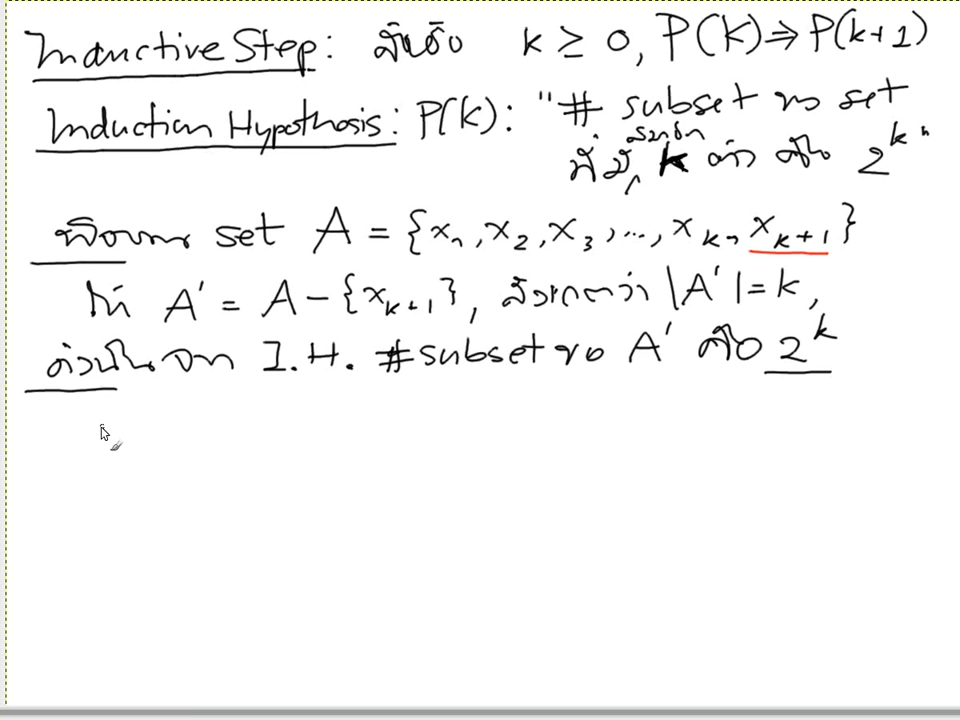 Inductive Step: สำหรับ k ≥ 0, P(k) ⇒ P(k+1)
Induction Hypothesis: P(k): "# subset ของ set
ที่มี สมาชิก k ตัว คือ 2^k"
พิจารณา set A = {x₁, x₂, x₃, ..., x_k, x_{k+1}}
ให้ A' = A - {x_{k+1}}, สังเกตว่า |A'| = k,
ดังนั้นจาก I.H. #subset ของ A' คือ 2^k